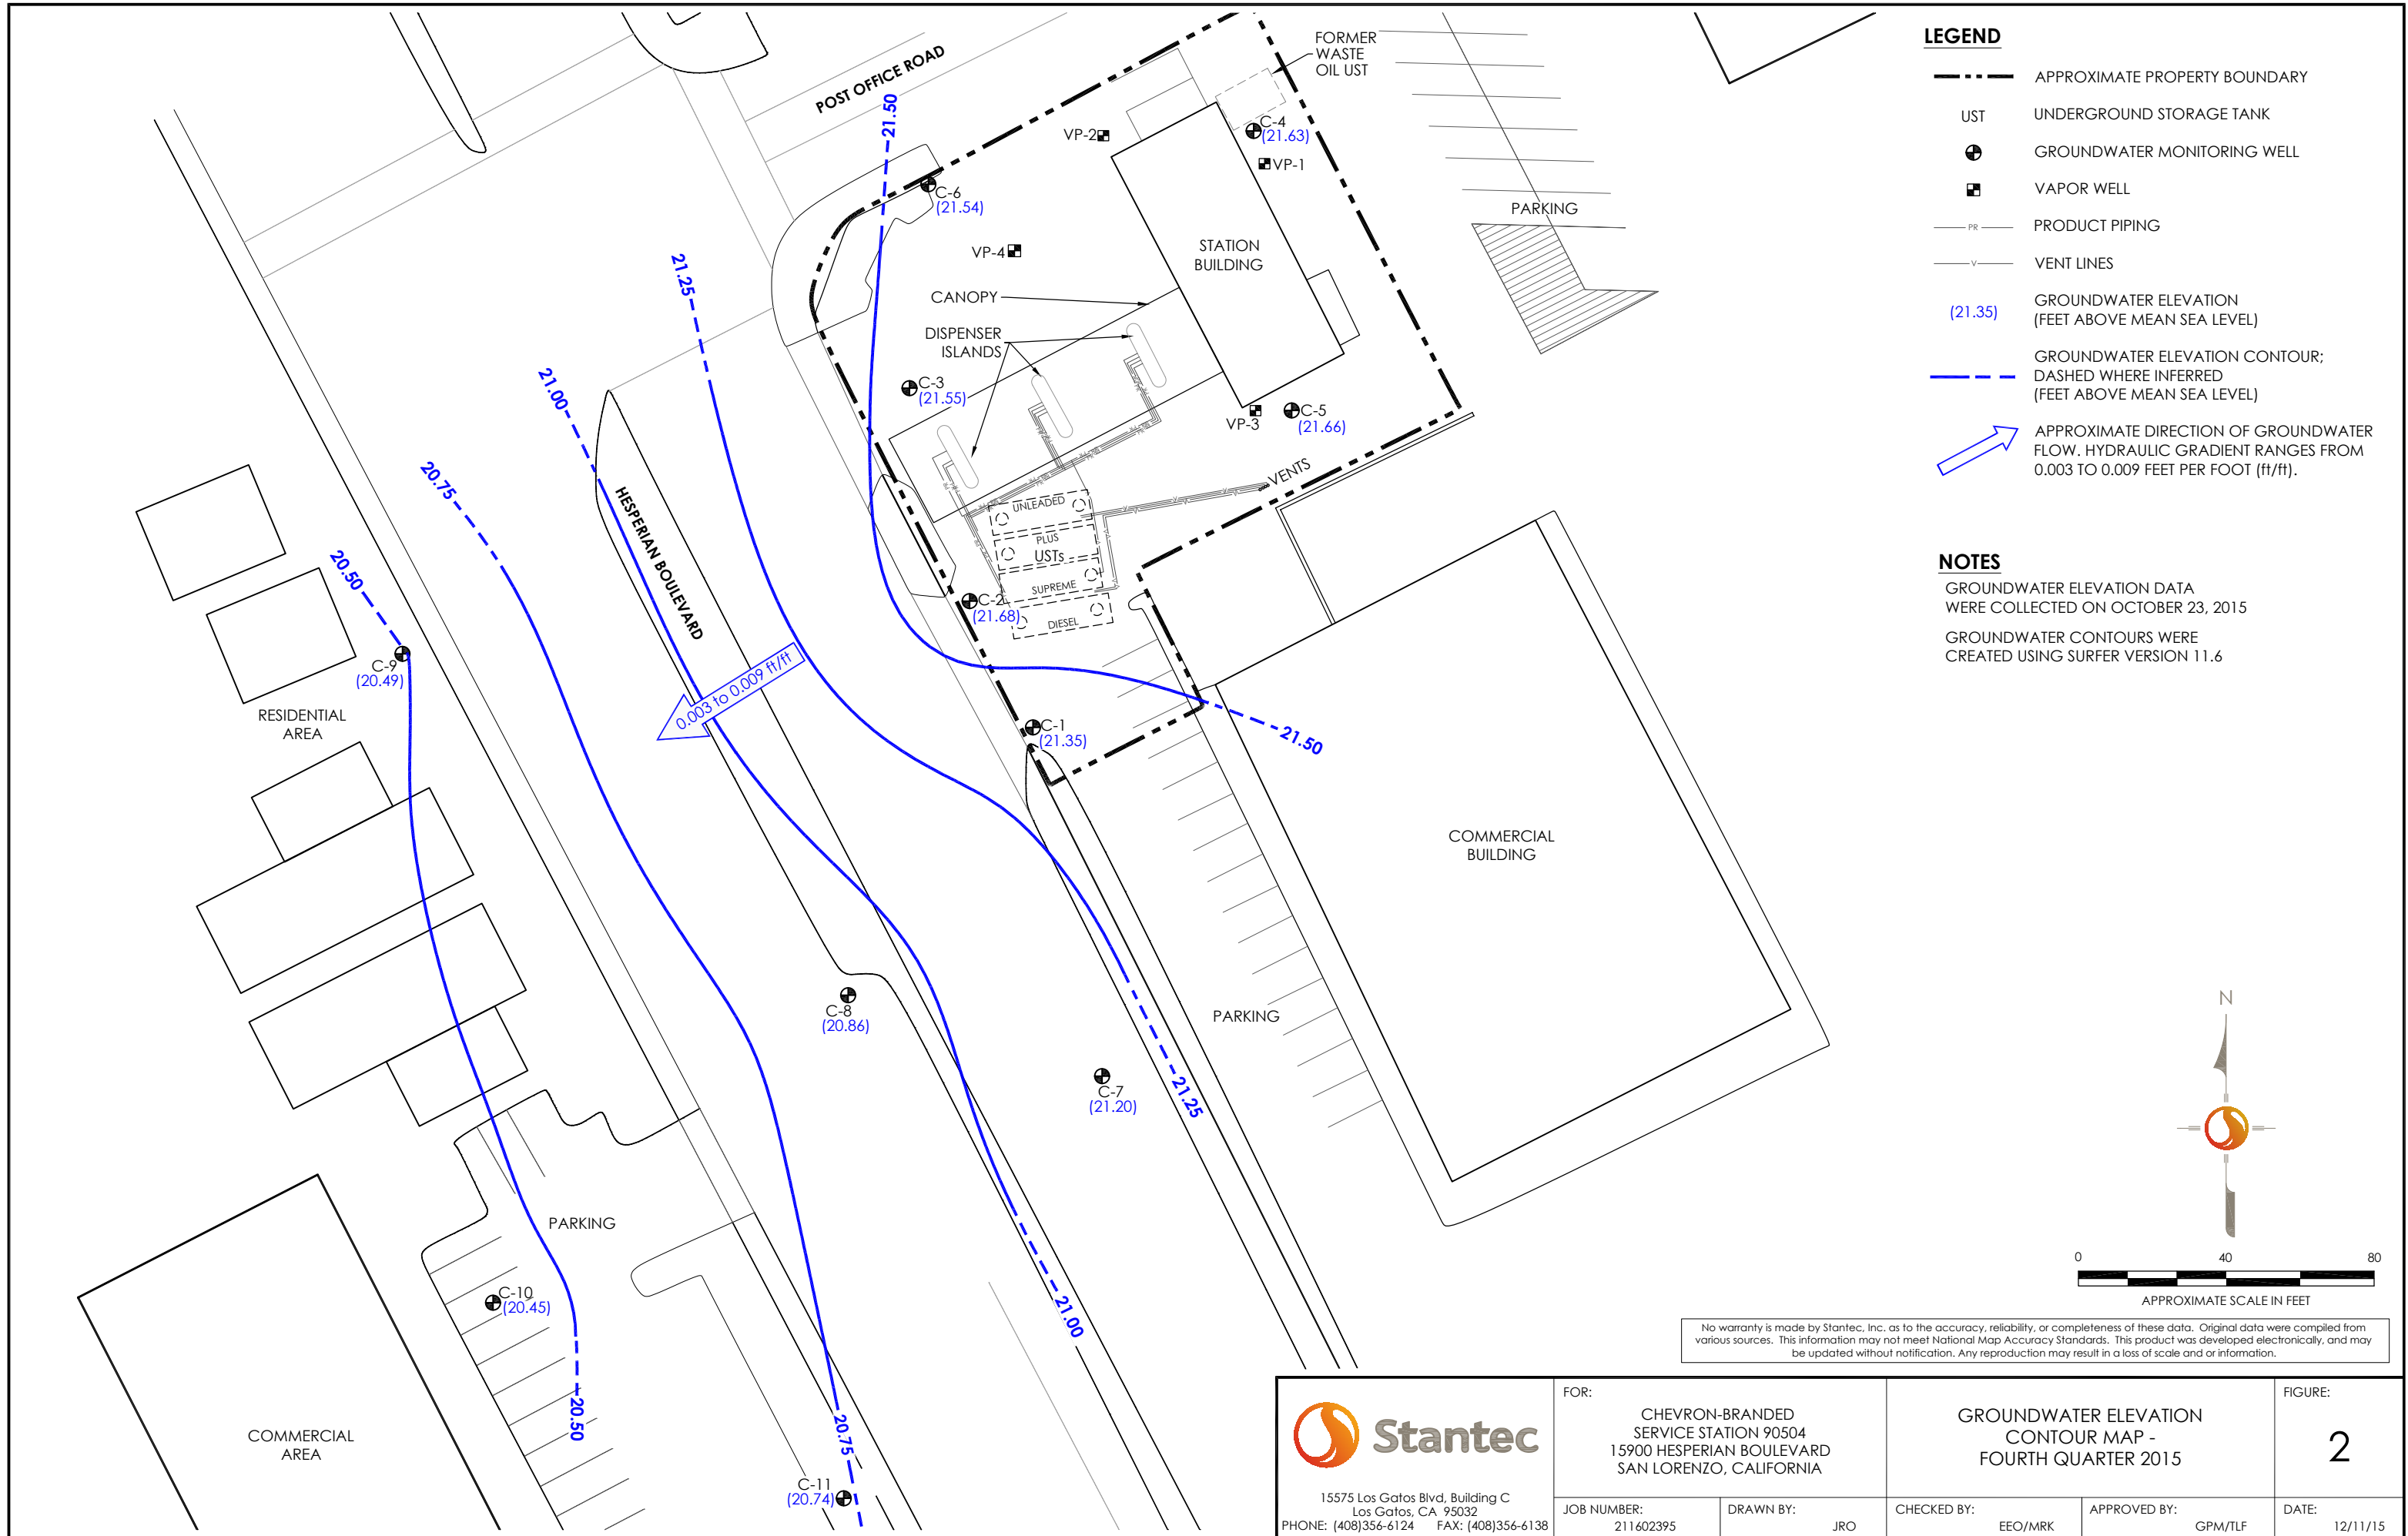 POST OFFICE ROAD
FORMER
WASTE
OIL UST
21.50
VP-2
C-4
(21.63)
VP-1
C-6
(21.54)
PARKING
VP-4
STATION
BUILDING
21.25
CANOPY
DISPENSER
ISLANDS
21.00
C-3
(21.55)
C-5
(21.66)
VP-3
20.75
VENTS
HESPERIAN BOULEVARD
UNLEADED
PLUS
USTs
SUPREME
DIESEL
20.50
C-2
(21.68)
C-9
(20.49)
0.003 to 0.009 ft/ft
RESIDENTIAL
AREA
C-1
(21.35)
21.50
COMMERCIAL
BUILDING
C-8
(20.86)
PARKING
C-7
(21.20)
21.25
PARKING
C-10
(20.45)
21.00
20.50
20.75
COMMERCIAL
AREA
C-11
(20.74)
LEGEND
APPROXIMATE PROPERTY BOUNDARY
UST UNDERGROUND STORAGE TANK
GROUNDWATER MONITORING WELL
VAPOR WELL
PR PRODUCT PIPING
V VENT LINES
(21.35) GROUNDWATER ELEVATION
(FEET ABOVE MEAN SEA LEVEL)
GROUNDWATER ELEVATION CONTOUR;
DASHED WHERE INFERRED
(FEET ABOVE MEAN SEA LEVEL)
APPROXIMATE DIRECTION OF GROUNDWATER
FLOW. HYDRAULIC GRADIENT RANGES FROM
0.003 TO 0.009 FEET PER FOOT (ft/ft).
NOTES
GROUNDWATER ELEVATION DATA
WERE COLLECTED ON OCTOBER 23, 2015
GROUNDWATER CONTOURS WERE
CREATED USING SURFER VERSION 11.6
N
0 40 80
APPROXIMATE SCALE IN FEET
No warranty is made by Stantec, Inc. as to the accuracy, reliability, or completeness of these data. Original data were compiled from
various sources. This information may not meet National Map Accuracy Standards. This product was developed electronically, and may
be updated without notification. Any reproduction may result in a loss of scale and or information.
Stantec
15575 Los Gatos Blvd, Building C
Los Gatos, CA 95032
PHONE: (408)356-6124 FAX: (408)356-6138
FOR:
CHEVRON-BRANDED
SERVICE STATION 90504
15900 HESPERIAN BOULEVARD
SAN LORENZO, CALIFORNIA
GROUNDWATER ELEVATION
CONTOUR MAP -
FOURTH QUARTER 2015
FIGURE:
2
JOB NUMBER:
211602395
DRAWN BY:
JRO
CHECKED BY:
EEO/MRK
APPROVED BY:
GPM/TLF
DATE:
12/11/15